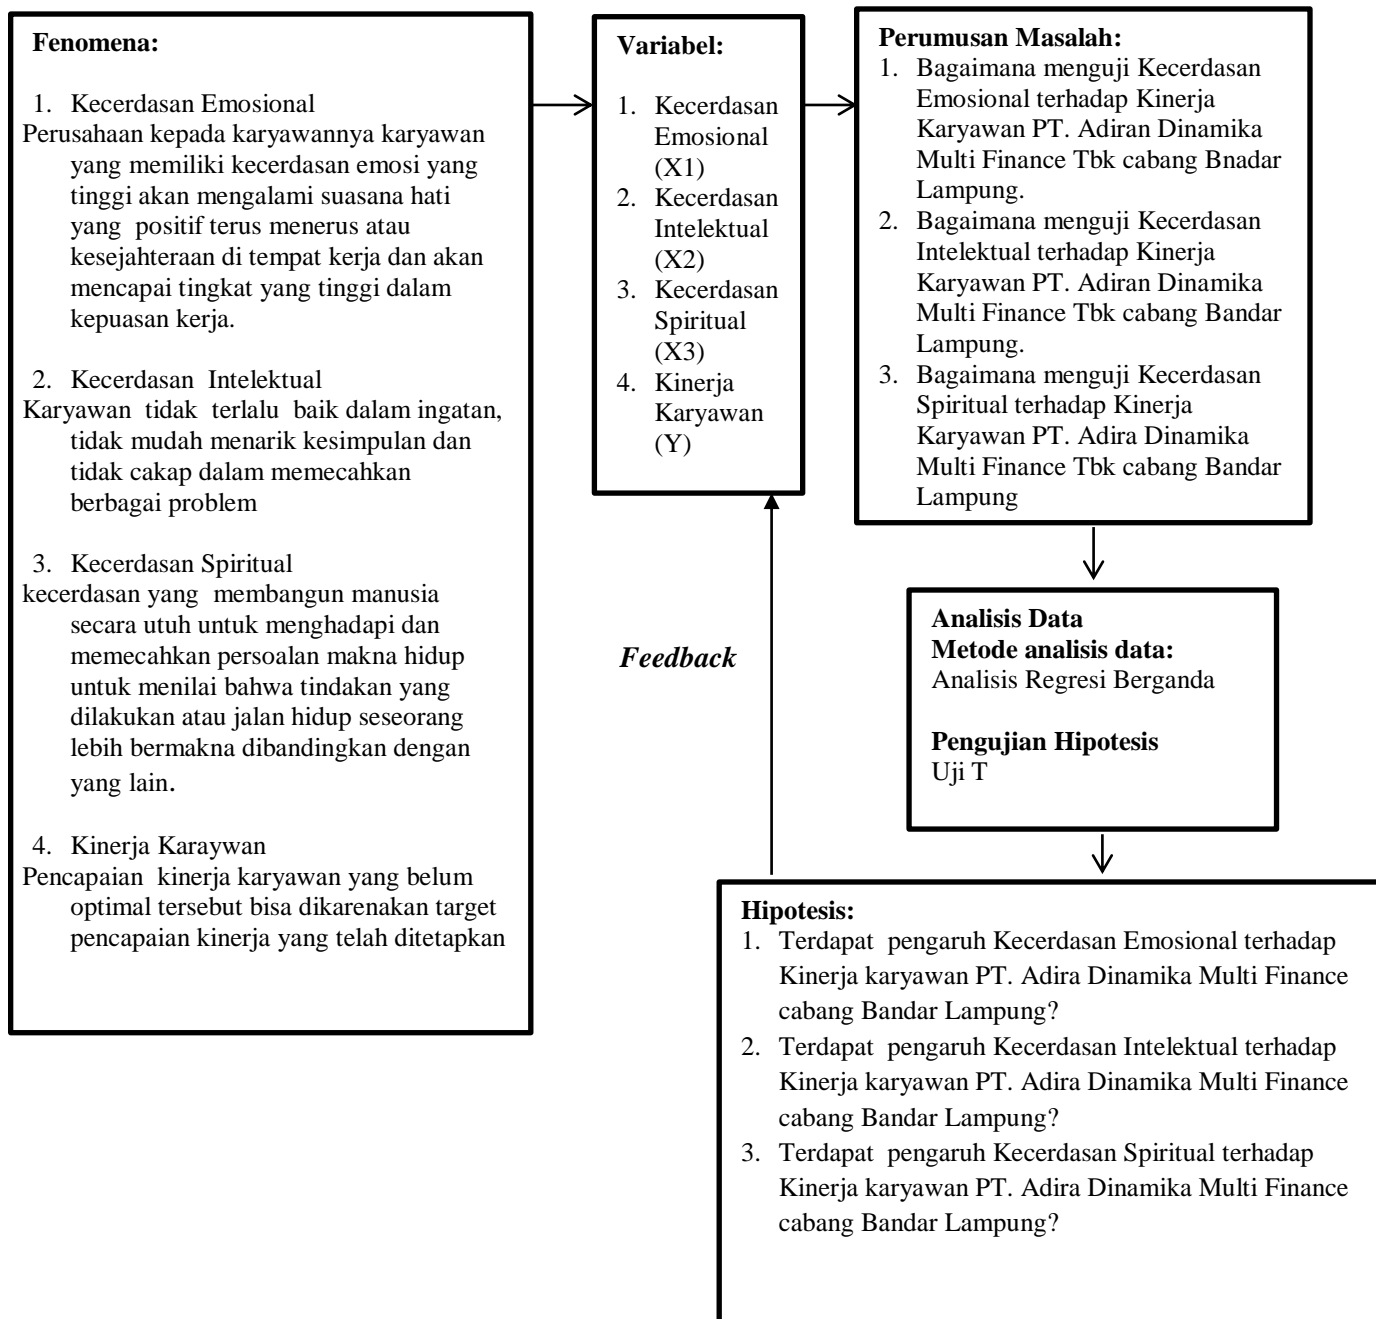 Fenomena:
1. Kecerdasan Emosional
Perusahaan kepada karyawannya karyawan
yang memiliki kecerdasan emosi yang
tinggi akan mengalami suasana hati
yang positif terus menerus atau
kesejahteraan di tempat kerja dan akan
mencapai tingkat yang tinggi dalam
kepuasan kerja.
2. Kecerdasan Intelektual
Karyawan tidak terlalu baik dalam ingatan,
tidak mudah menarik kesimpulan dan
tidak cakap dalam memecahkan
berbagai problem
3. Kecerdasan Spiritual
kecerdasan yang membangun manusia
secara utuh untuk menghadapi dan
memecahkan persoalan makna hidup
untuk menilai bahwa tindakan yang
dilakukan atau jalan hidup seseorang
lebih bermakna dibandingkan dengan
yang lain.
4. Kinerja Karaywan
Pencapaian kinerja karyawan yang belum
optimal tersebut bisa dikarenakan target
pencapaian kinerja yang telah ditetapkan
Variabel:
1. Kecerdasan
Emosional
(X1)
2. Kecerdasan
Intelektual
(X2)
3. Kecerdasan
Spiritual
(X3)
4. Kinerja
Karyawan
(Y)
Perumusan Masalah:
1. Bagaimana menguji Kecerdasan
Emosional terhadap Kinerja
Karyawan PT. Adiran Dinamika
Multi Finance Tbk cabang Bnadar
Lampung.
2. Bagaimana menguji Kecerdasan
Intelektual terhadap Kinerja
Karyawan PT. Adiran Dinamika
Multi Finance Tbk cabang Bandar
Lampung.
3. Bagaimana menguji Kecerdasan
Spiritual terhadap Kinerja
Karyawan PT. Adira Dinamika
Multi Finance Tbk cabang Bandar
Lampung
Feedback
Analisis Data
Metode analisis data:
Analisis Regresi Berganda
Pengujian Hipotesis
Uji T
Hipotesis:
1. Terdapat pengaruh Kecerdasan Emosional terhadap
Kinerja karyawan PT. Adira Dinamika Multi Finance
cabang Bandar Lampung?
2. Terdapat pengaruh Kecerdasan Intelektual terhadap
Kinerja karyawan PT. Adira Dinamika Multi Finance
cabang Bandar Lampung?
3. Terdapat pengaruh Kecerdasan Spiritual terhadap
Kinerja karyawan PT. Adira Dinamika Multi Finance
cabang Bandar Lampung?